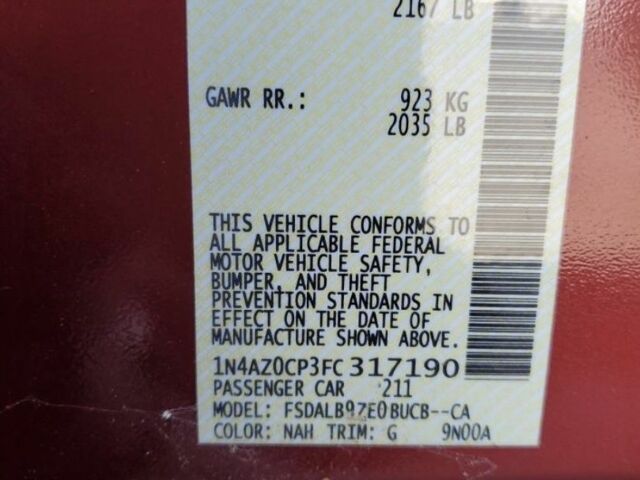 2167 LB
GAWR RR.: 923 KG
2035 LB
THIS VEHICLE CONFORMS TO
ALL APPLICABLE FEDERAL
MOTOR VEHICLE SAFETY,
BUMPER, AND THEFT
PREVENTION STANDARDS IN
EFFECT ON THE DATE OF
MANUFACTURE SHOWN ABOVE.
1N4AZ0CP3FC317190
PASSENGER CAR 211
MODEL: FSDALB9ZE0BUCB--CA
COLOR: NAH TRIM: G 9N00A